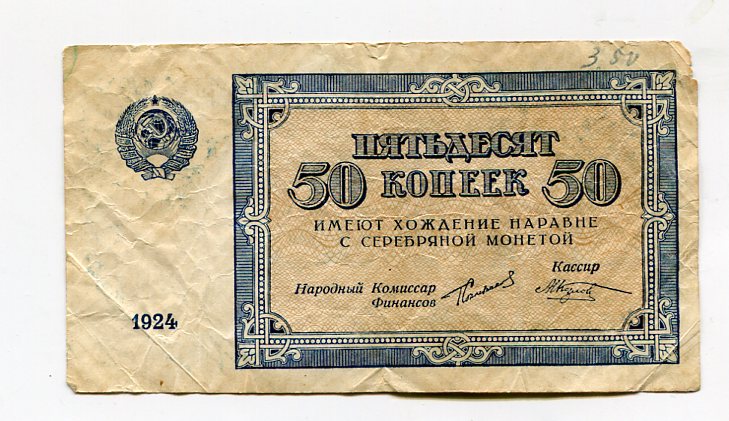 3 50
ПЯТЬДЕСЯТ
50 КОПЕЕК 50
ИМЕЮТ ХОЖДЕНИЕ НАРАВНЕ
С СЕРЕБРЯНОЙ МОНЕТОЙ
Кассир
Народный Комиссар
Финансов
1924